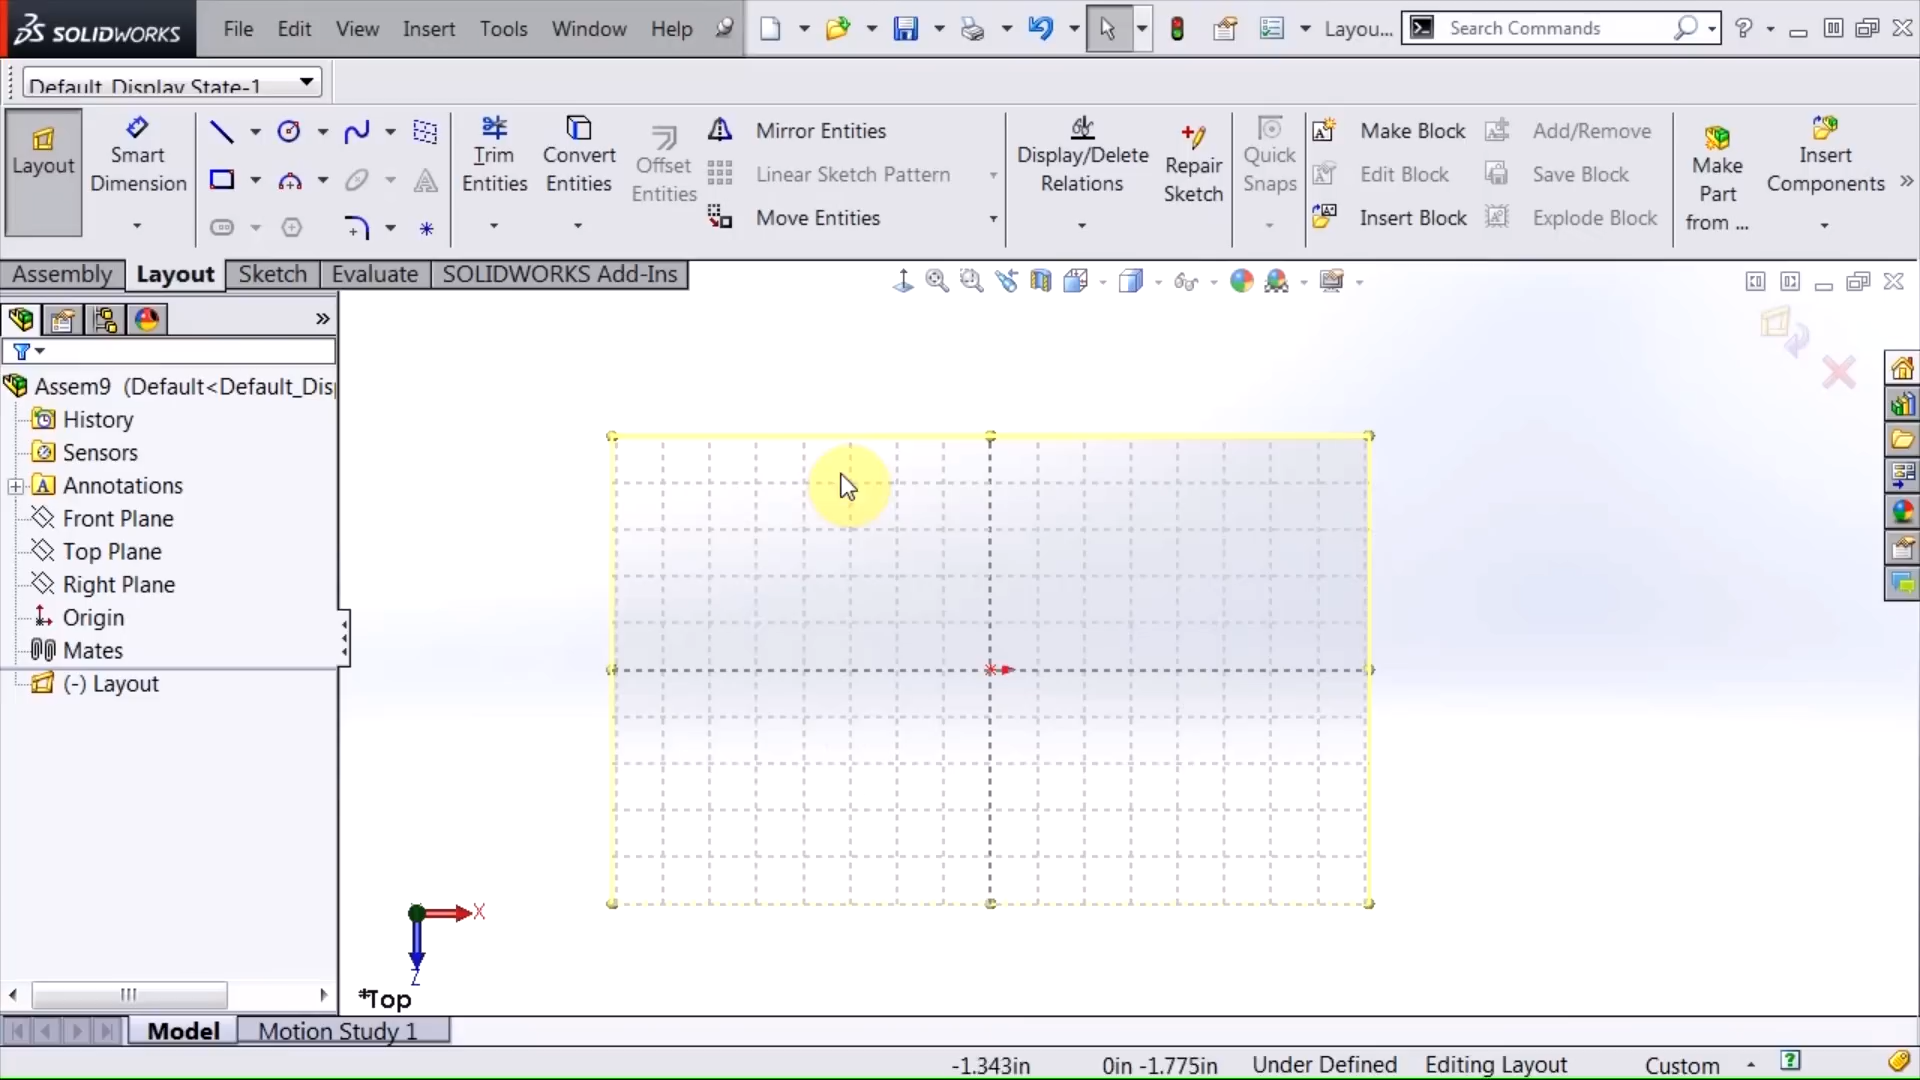 SOLIDWORKS File Edit View Insert Tools Window Help Layou... Search Commands ?
Default_Display State-1
Layout
Smart
Dimension
Trim
Entities
Convert
Entities
Offset
Entities
Mirror Entities
Linear Sketch Pattern
Move Entities
Display/Delete
Relations
Repair
Sketch
Quick
Snaps
Make Block
Edit Block
Insert Block
Add/Remove
Save Block
Explode Block
Make
Part
from ...
Insert
Components
Assembly Layout Sketch Evaluate SOLIDWORKS Add-Ins
Assem9 (Default<Default_Disp
History
Sensors
A Annotations
Front Plane
Top Plane
Right Plane
Origin
Mates
(-) Layout
X
Z
*Top
Model Motion Study 1
-1.343in 0in -1.775in Under Defined Editing Layout Custom ?